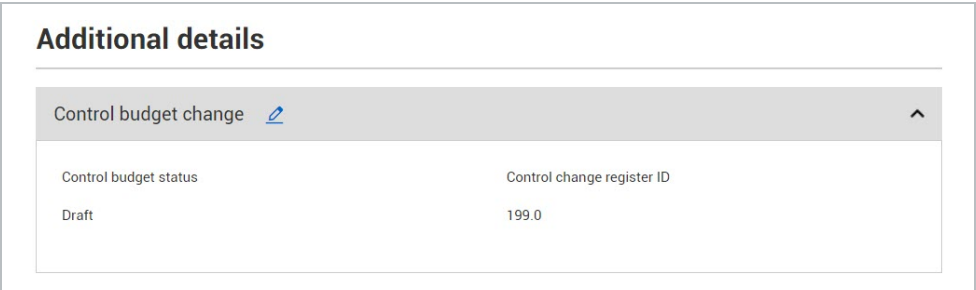 Additional details
Control budget change
Control budget status
Control change register ID
Draft
199.0